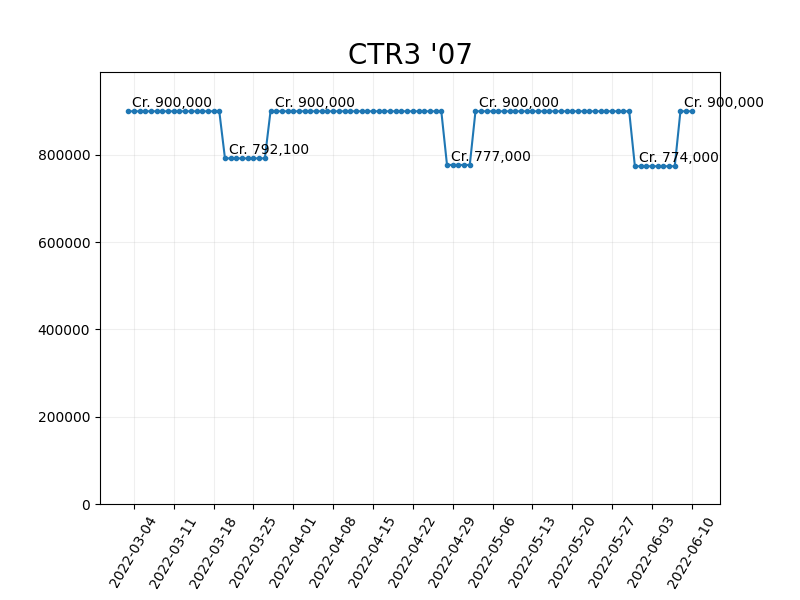 CTR3 '07
Cr. 900,000
Cr. 900,000
Cr. 900,000
Cr. 900,000
Cr. 792,100
Cr. 777,000
Cr. 774,000
800000
600000
400000
200000
0
2022-03-04
2022-03-11
2022-03-18
2022-03-25
2022-04-01
2022-04-08
2022-04-15
2022-04-22
2022-04-29
2022-05-06
2022-05-13
2022-05-20
2022-05-27
2022-06-03
2022-06-10